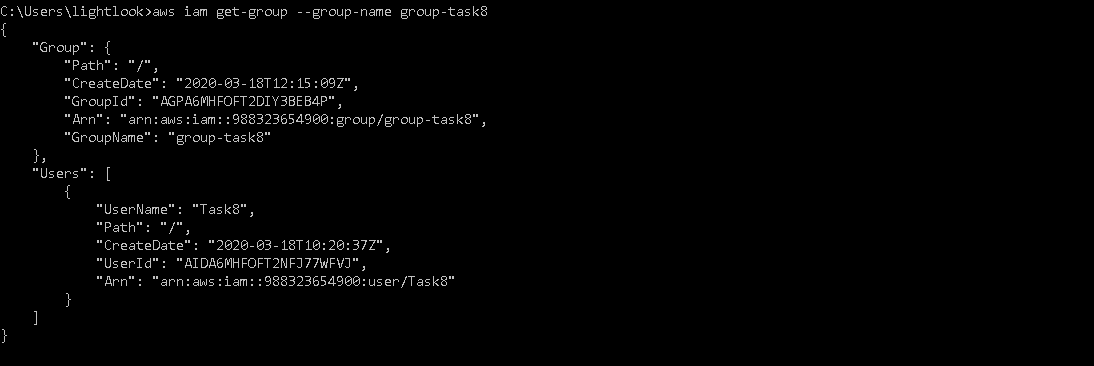 C:\Users\lightlook>aws iam get-group --group-name group-task8
{
    "Group": {
        "Path": "/",
        "CreateDate": "2020-03-18T12:15:09Z",
        "GroupId": "AGPA6MHFOFT2DIY3BEB4P",
        "Arn": "arn:aws:iam::988323654900:group/group-task8",
        "GroupName": "group-task8"
    },
    "Users": [
        {
            "UserName": "Task8",
            "Path": "/",
            "CreateDate": "2020-03-18T10:20:37Z",
            "UserId": "AIDA6MHFOFT2NFJ77WFVJ",
            "Arn": "arn:aws:iam::988323654900:user/Task8"
        }
    ]
}